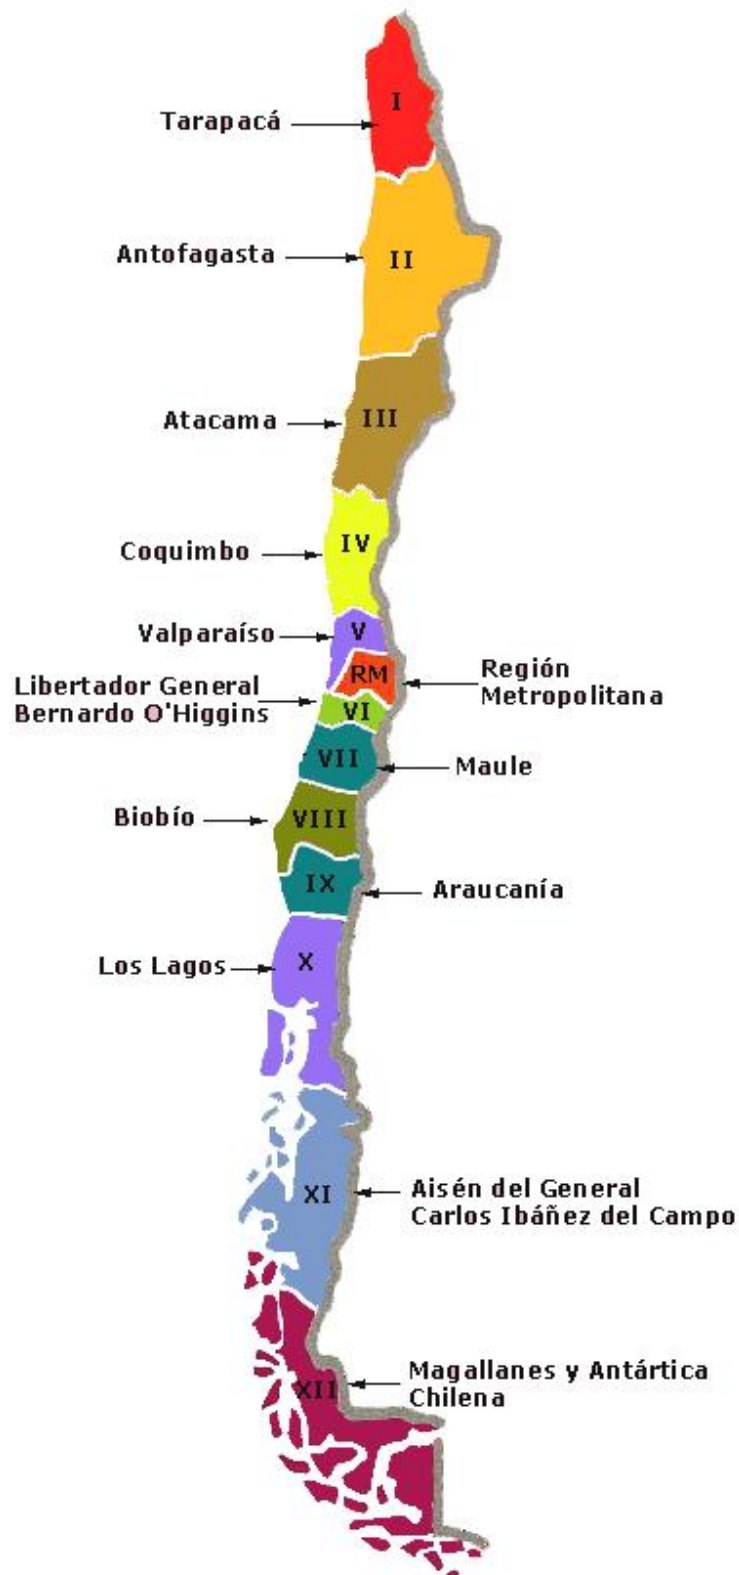 I
Tarapacá
II
Antofagasta
III
Atacama
IV
Coquimbo
V
Valparaíso
RM
Región
Metropolitana
Libertador General
Bernardo O'Higgins
VI
VII
Maule
VIII
Biobío
IX
Araucanía
X
Los Lagos
XI
Aisén del General
Carlos Ibáñez del Campo
XII
Magallanes y Antártica
Chilena